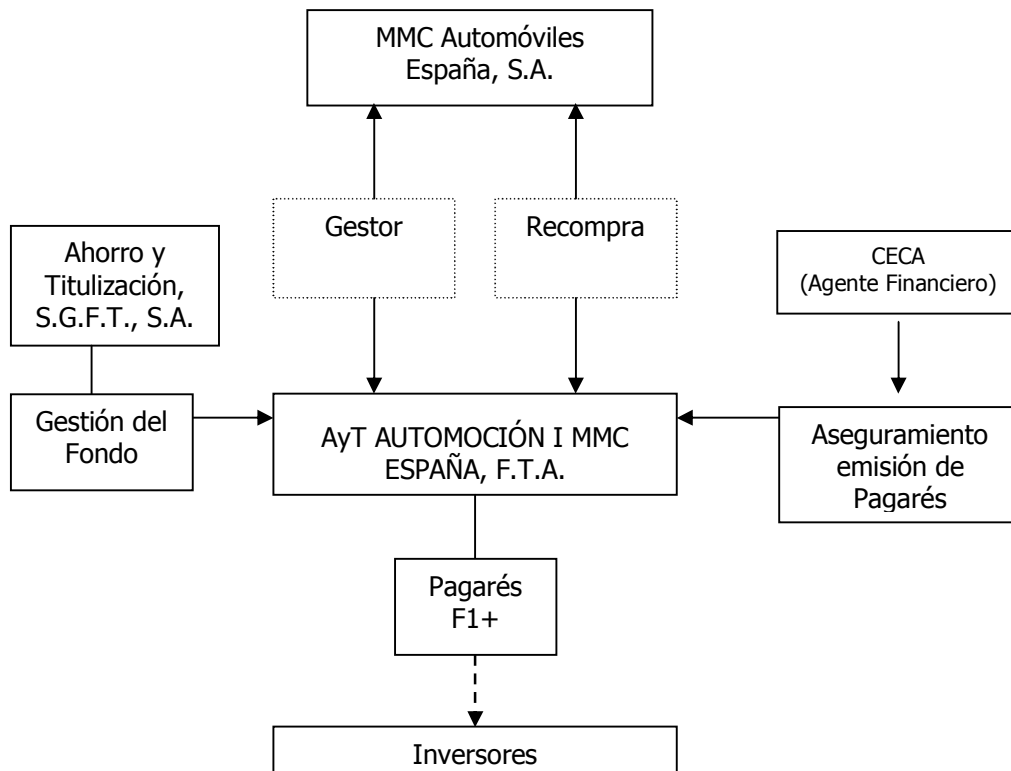 MMC Automóviles
España, S.A.
Gestor
Recompra
Ahorro y
Titulización,
S.G.F.T., S.A.
CECA
(Agente Financiero)
Gestión del
Fondo
AyT AUTOMOCIÓN I MMC
ESPAÑA, F.T.A.
Aseguramiento
emisión de
Pagarés
Pagarés
F1+
Inversores